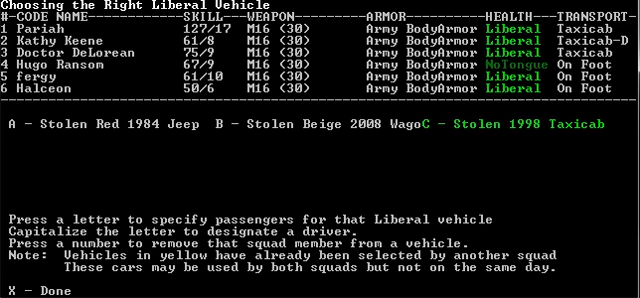 Choosing the Right Liberal Vehicle
#-CODE NAME------------SKILL---WEAPON---------ARMOR---------HEALTH---TRANSPORT-
1 Pariah 127/17 M16 (30) Army BodyArmor Liberal Taxicab
2 Kathy Keene 61/8 M16 (30) Army BodyArmor Liberal Taxicab-D
3 Doctor DeLorean 75/9 M16 (30) Army BodyArmor Liberal Taxicab
4 Hugo Ransom 67/9 M16 (30) Army BodyArmor NoTongue On Foot
5 fergy 61/10 M16 (30) Army BodyArmor Liberal On Foot
6 Halceon 50/6 M16 (30) Army BodyArmor Liberal On Foot
A - Stolen Red 1984 Jeep B - Stolen Beige 2008 WagoC - Stolen 1998 Taxicab
Press a letter to specify passengers for that Liberal vehicle
Capitalize the letter to designate a driver.
Press a number to remove that squad member from a vehicle.
Note: Vehicles in yellow have already been selected by another squad
These cars may be used by both squads but not on the same day.
X - Done